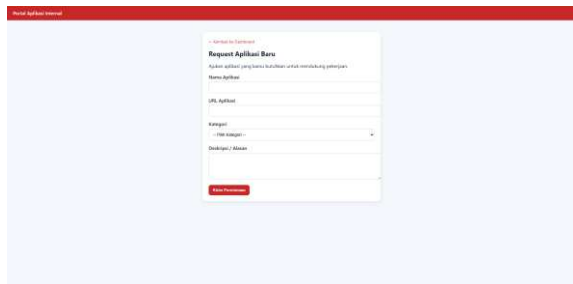 Portal Aplikasi Internal
← Kembali ke Dashboard
Request Aplikasi Baru
Ajukan aplikasi yang kamu butuhkan untuk mendukung pekerjaan.
Nama Aplikasi
URL Aplikasi
Kategori
-- Pilih Kategori --
Deskripsi / Alasan
Kirim Permintaan